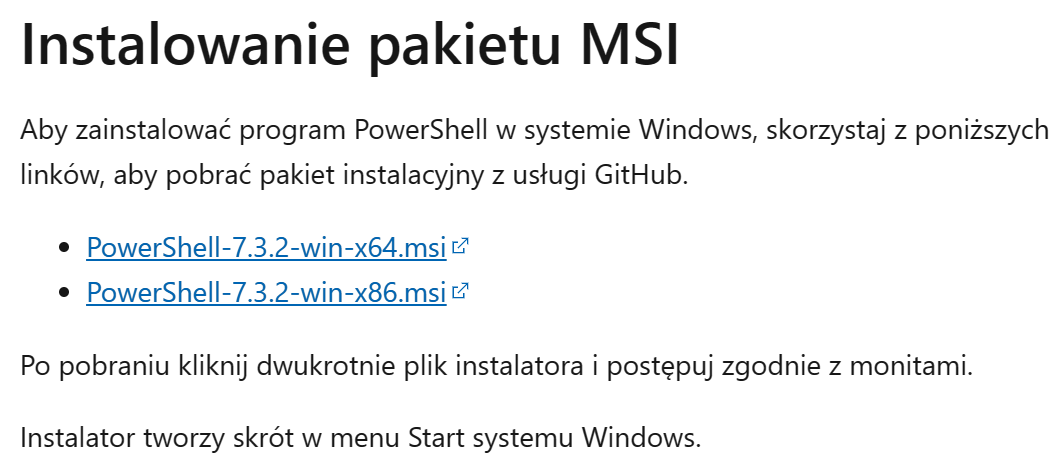 Instalowanie pakietu MSI
Aby zainstalować program PowerShell w systemie Windows, skorzystaj z poniższych
linków, aby pobrać pakiet instalacyjny z usługi GitHub.
• PowerShell-7.3.2-win-x64.msi
• PowerShell-7.3.2-win-x86.msi
Po pobraniu kliknij dwukrotnie plik instalatora i postępuj zgodnie z monitami.
Instalator tworzy skrót w menu Start systemu Windows.